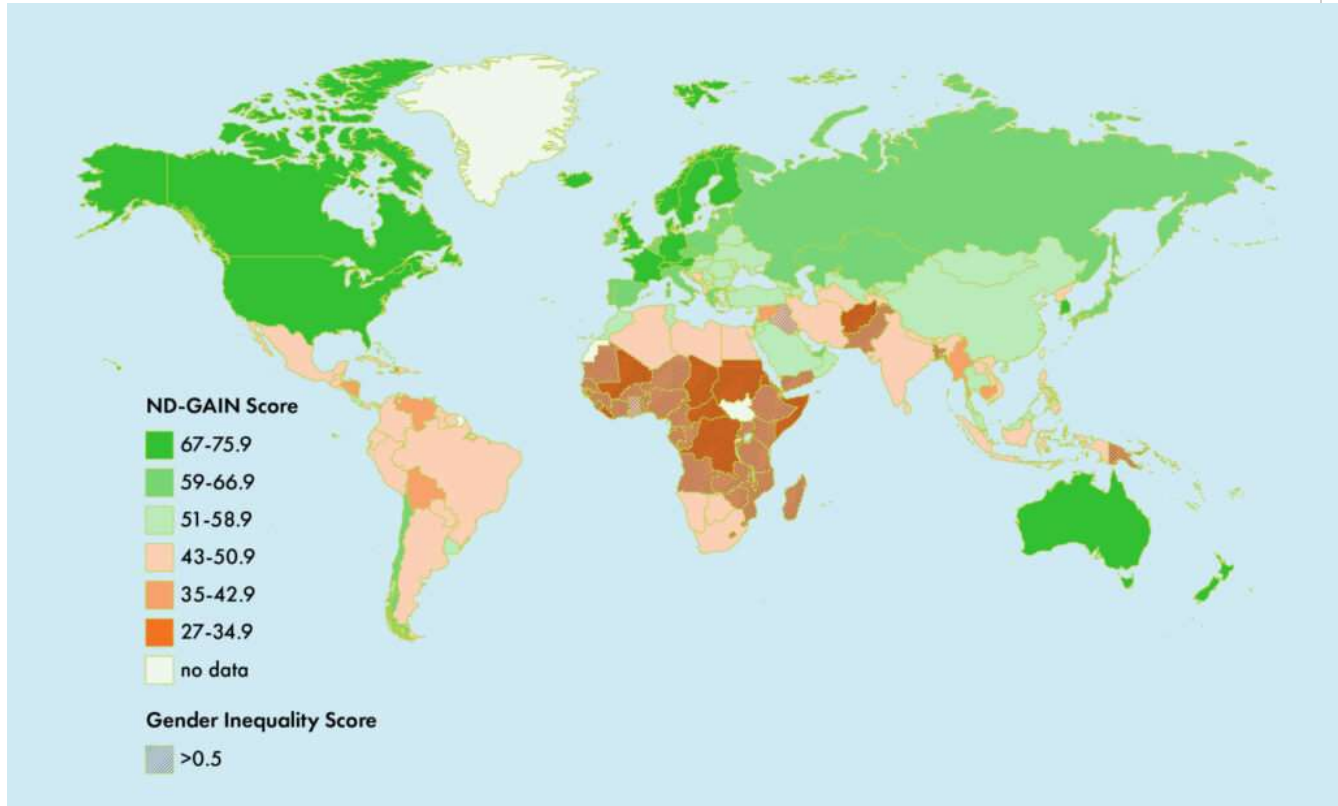 ND-GAIN Score
67-75.9
59-66.9
51-58.9
43-50.9
35-42.9
27-34.9
no data
Gender Inequality Score
>0.5